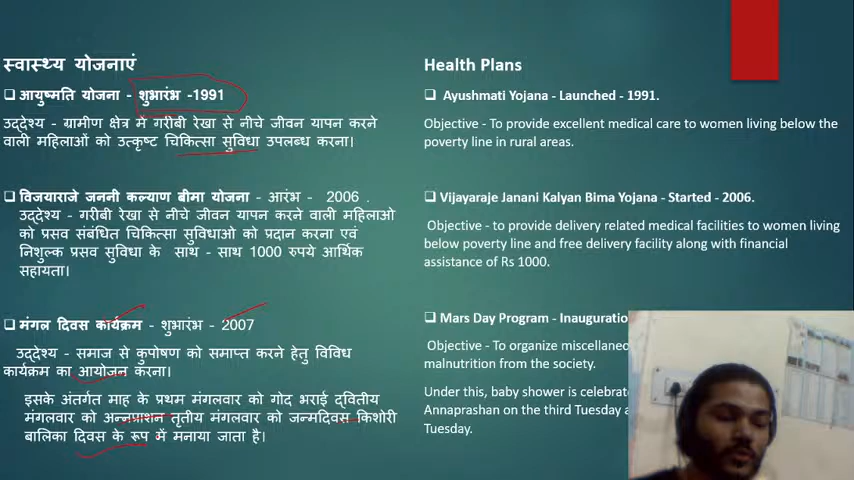 स्वास्थ्य योजनाएं
❑ आयुष्मति योजना - शुभारंभ -1991
उद्देश्य - ग्रामीण क्षेत्र में गरीबी रेखा से नीचे जीवन यापन करने
वाली महिलाओं को उत्कृष्ट चिकित्सा सुविधा उपलब्ध करना।
❑ विजयाराजे जननी कल्याण बीमा योजना - आरंभ - 2006 .
उद्देश्य - गरीबी रेखा से नीचे जीवन यापन करने वाली महिलाओ
को प्रसव संबंधित चिकित्सा सुविधाओ को प्रदान करना एवं
निशुल्क प्रसव सुविधा के साथ - साथ 1000 रुपये आर्थिक
सहायता।
❑ मंगल दिवस कार्यक्रम - शुभारंभ - 2007
उद्देश्य - समाज से कुपोषण को समाप्त करने हेतु विविध
कार्यक्रम का आयोजन करना।
इसके अंतर्गत माह के प्रथम मंगलवार को गोद भराई द्वितीय
मंगलवार को अन्नप्राशन तृतीय मंगलवार को जन्मदिवस किशोरी
बालिका दिवस के रूप में मनाया जाता है।
Health Plans
❑ Ayushmati Yojana - Launched - 1991.
Objective - To provide excellent medical care to women living below the
poverty line in rural areas.
❑ Vijayaraje Janani Kalyan Bima Yojana - Started - 2006.
Objective - to provide delivery related medical facilities to women living
below poverty line and free delivery facility along with financial
assistance of Rs 1000.
❑ Mars Day Program -
Objective - To organize
malnutrition from the society.
Under this, baby shower is
Annaprashan on the third Tuesday
Tuesday.